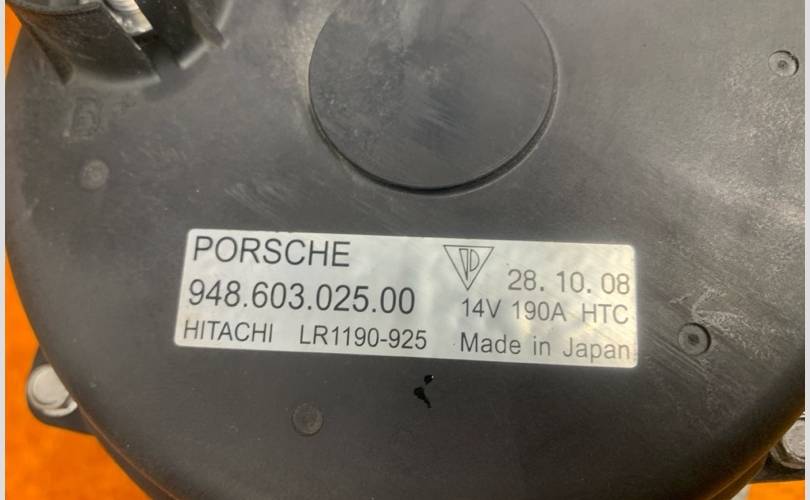 PORSCHE
28. 10. 08
948.603.025.00
14V 190A HTC
HITACHI LR1190-925
Made in Japan